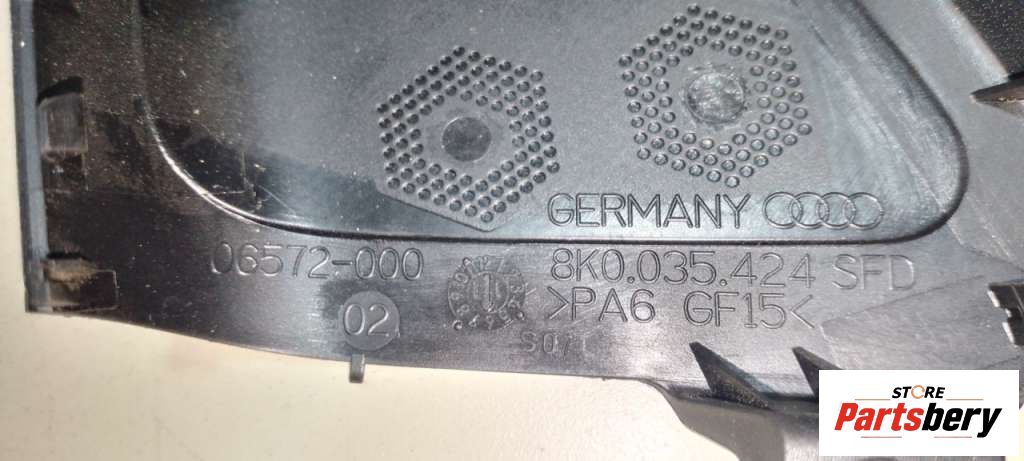 GERMANY
06572-000
8K0.035.424 SFD
>PA6 GF15<
02
STORE
Partsbery